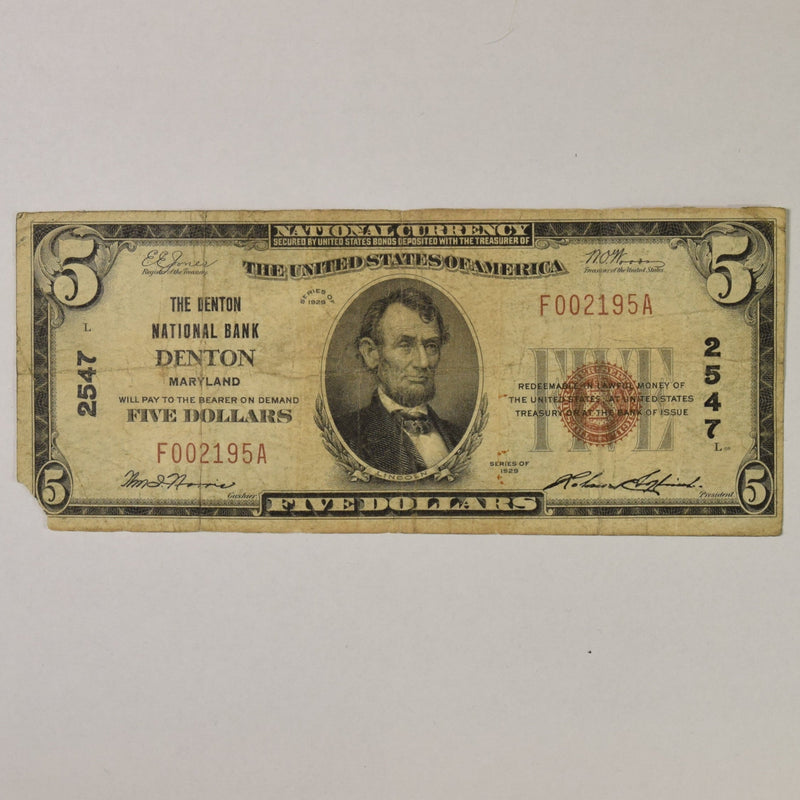 NATIONAL CURRENCY
SECURED BY UNITED STATES BONDS DEPOSITED WITH THE TREASURER OF
THE UNITED STATES OF AMERICA
5
5
E.E. Jones
Register of the Treasury
Treasurer of the United States
SERIES OF
1929
THE DENTON
NATIONAL BANK
DENTON
MARYLAND
WILL PAY TO THE BEARER ON DEMAND
FIVE DOLLARS
F002195A
F002195A
L
2547
2547
L
FIVE
REDEEMABLE IN LAWFUL MONEY OF
THE UNITED STATES AT UNITED STATES
TREASURY OR AT THE BANK OF ISSUE
LINCOLN
SERIES OF
1929
Cashier
President
5
FIVE DOLLARS
5